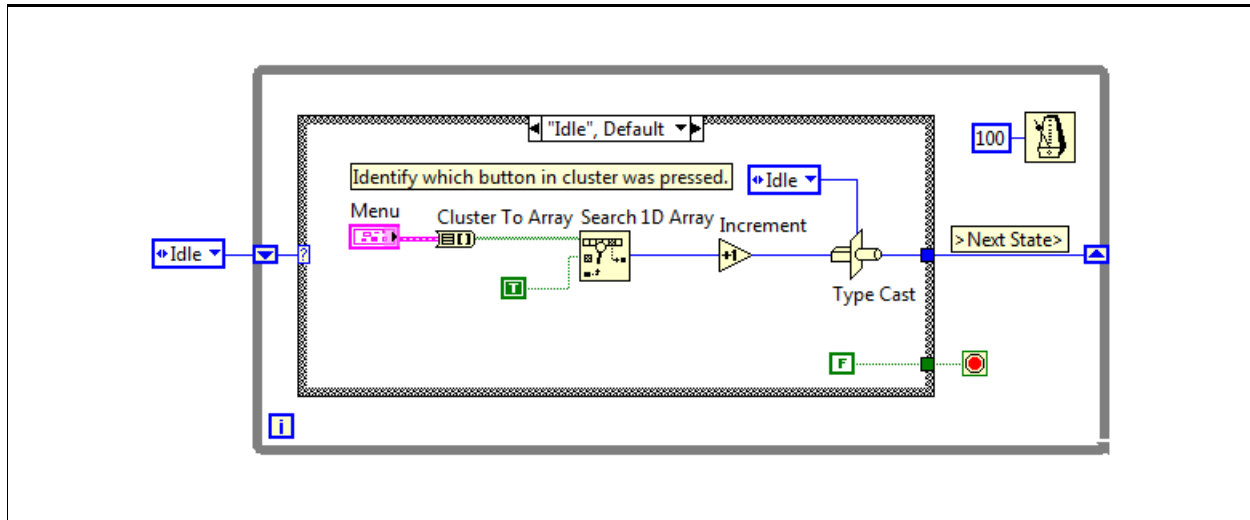 "Idle", Default
100
Identify which button in cluster was pressed.
Idle
Menu
Cluster To Array
Search 1D Array
Increment
>Next State>
Idle
?
+1
T
Type Cast
F
i